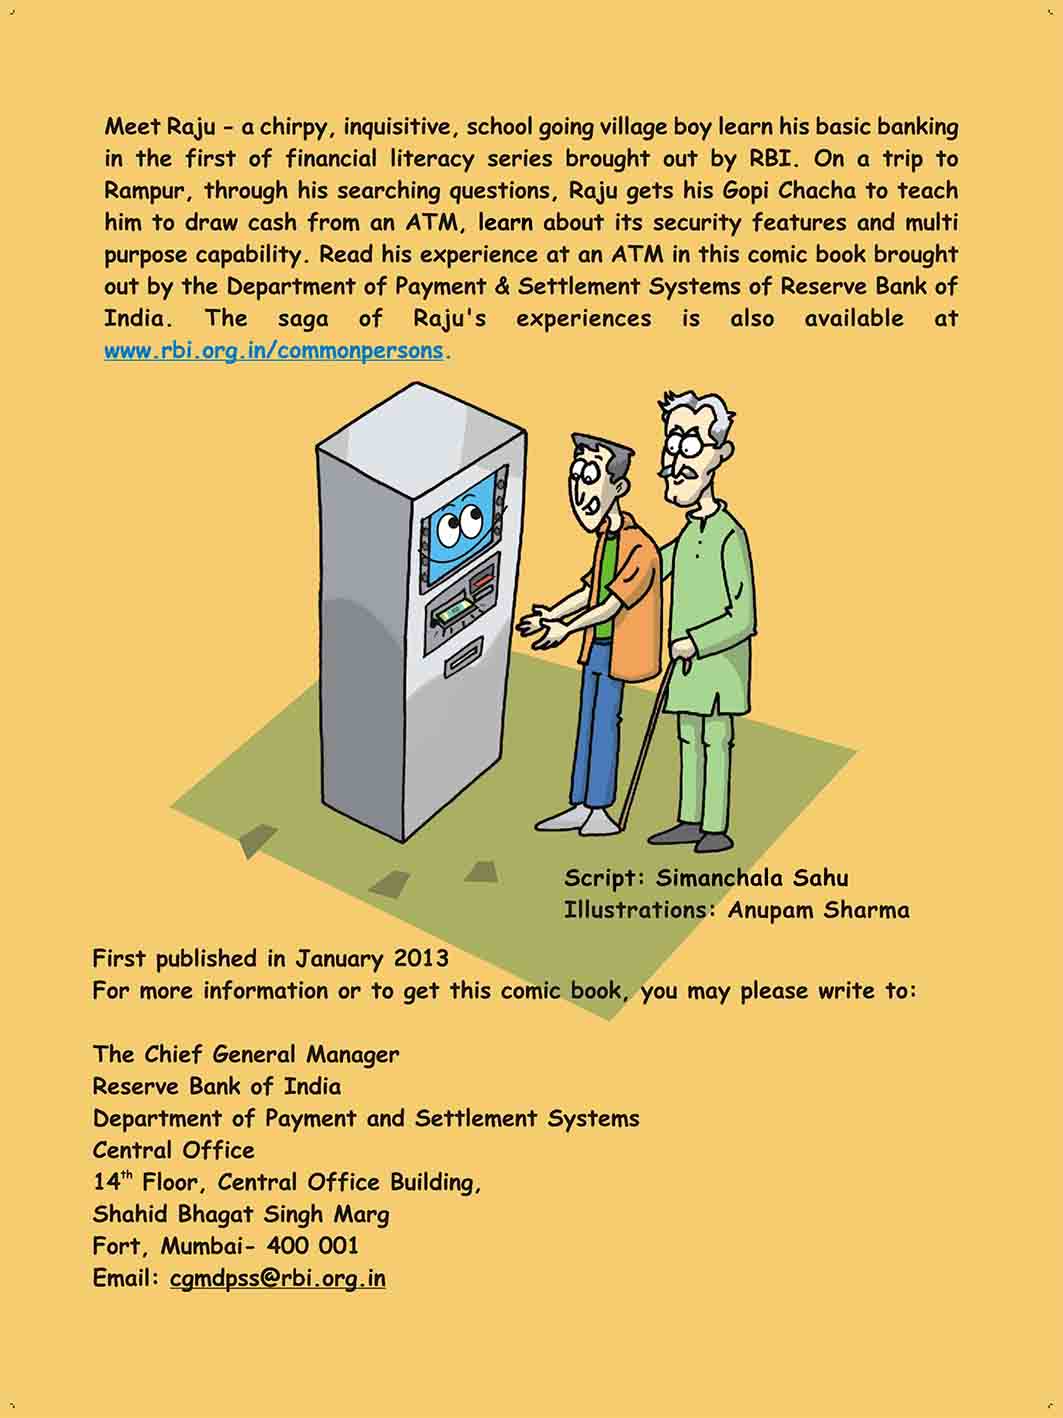 Meet Raju - a chirpy, inquisitive, school going village boy learn his basic banking
in the first of financial literacy series brought out by RBI. On a trip to
Rampur, through his searching questions, Raju gets his Gopi Chacha to teach
him to draw cash from an ATM, learn about its security features and multi
purpose capability. Read his experience at an ATM in this comic book brought
out by the Department of Payment & Settlement Systems of Reserve Bank of
India. The saga of Raju's experiences is also available at
www.rbi.org.in/commonpersons.
Script: Simanchala Sahu
Illustrations: Anupam Sharma
First published in January 2013
For more information or to get this comic book, you may please write to:
The Chief General Manager
Reserve Bank of India
Department of Payment and Settlement Systems
Central Office
14th Floor, Central Office Building,
Shahid Bhagat Singh Marg
Fort, Mumbai- 400 001
Email: cgmdpss@rbi.org.in